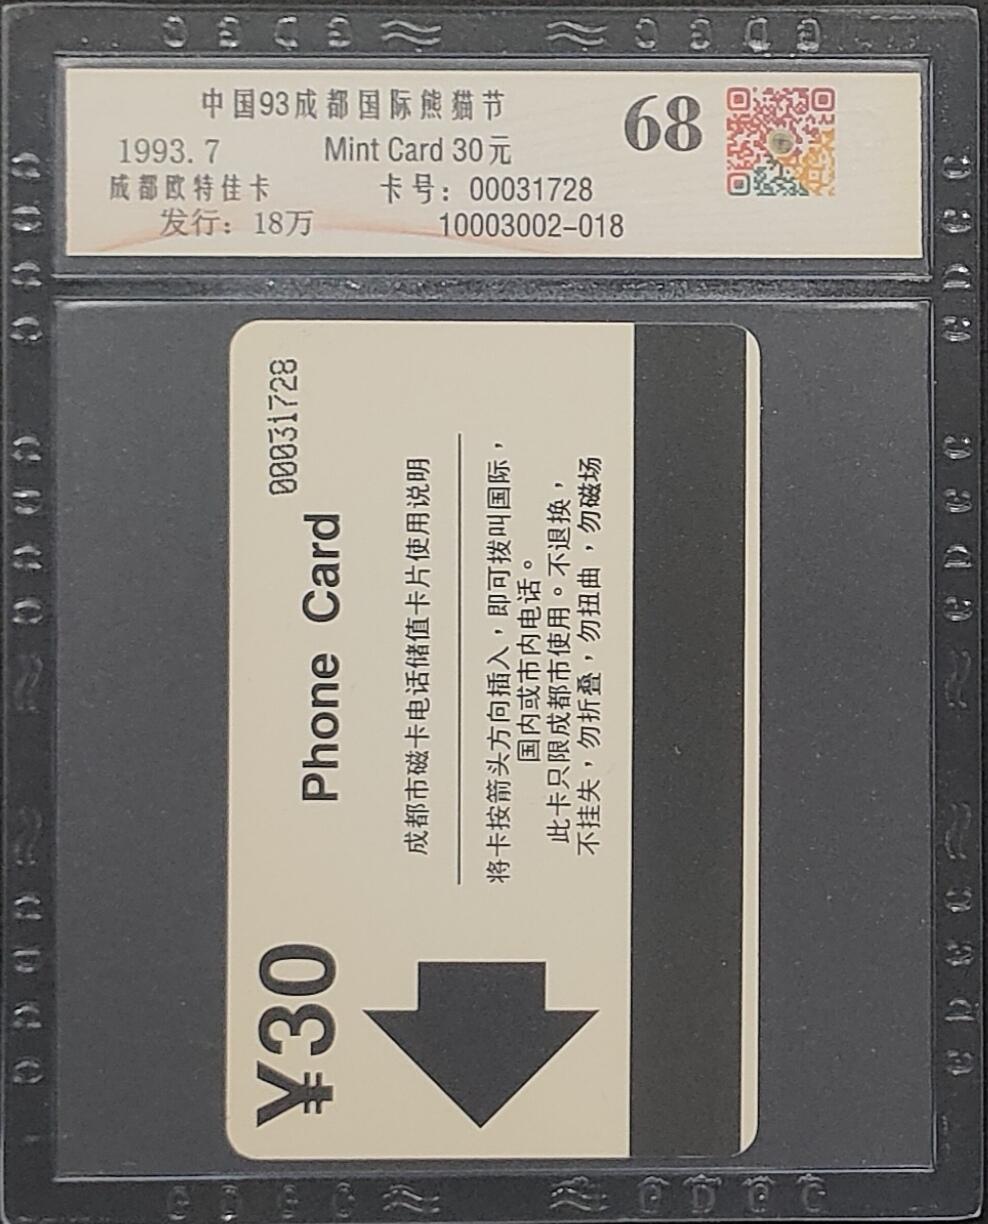 中国93成都国际熊猫节
1993.7
Mint Card 30元
68
成都欧特佳卡
卡号：00031728
发行：18万
10003002-018
00031728
¥30
Phone Card
成都市磁卡电话储值卡片使用说明
将卡按箭头方向插入，即可拨叫国际，
国内或市内电话。
此卡只限成都市使用。不退换，
不挂失，勿折叠，勿扭曲，勿磁场